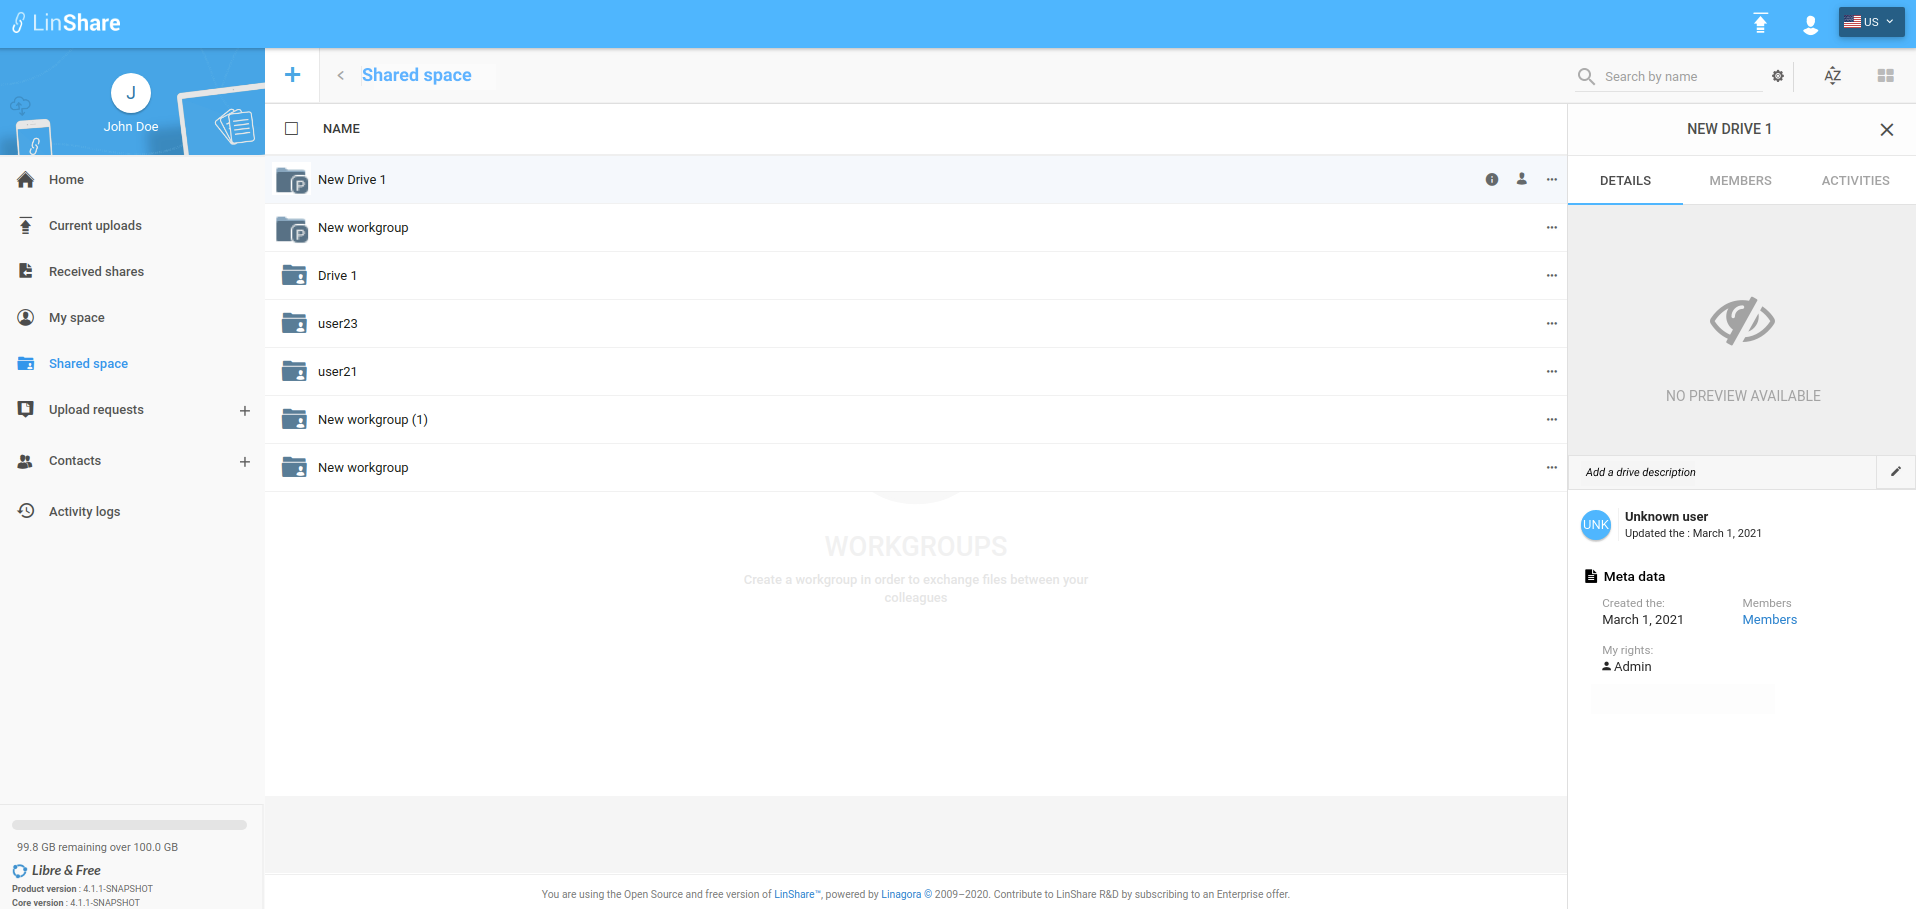 LinShare
US
J
John Doe
Home
Current uploads
Received shares
My space
Shared space
Upload requests
Contacts
Activity logs
99.8 GB remaining over 100.0 GB
Libre & Free
Product version : 4.1.1-SNAPSHOT
Core version : 4.1.1-SNAPSHOT
Shared space
Search by name
AZ
NAME
P New Drive 1
P New workgroup
Drive 1
user23
user21
New workgroup (1)
New workgroup
WORKGROUPS
Create a workgroup in order to exchange files between your
colleagues
NEW DRIVE 1
DETAILS MEMBERS ACTIVITIES
NO PREVIEW AVAILABLE
Add a drive description
UNK
Unknown user
Updated the : March 1, 2021
Meta data
Created the: Members
March 1, 2021 Members
My rights:
Admin
You are using the Open Source and free version of LinShare™, powered by Linagora © 2009–2020. Contribute to LinShare R&D by subscribing to an Enterprise offer.